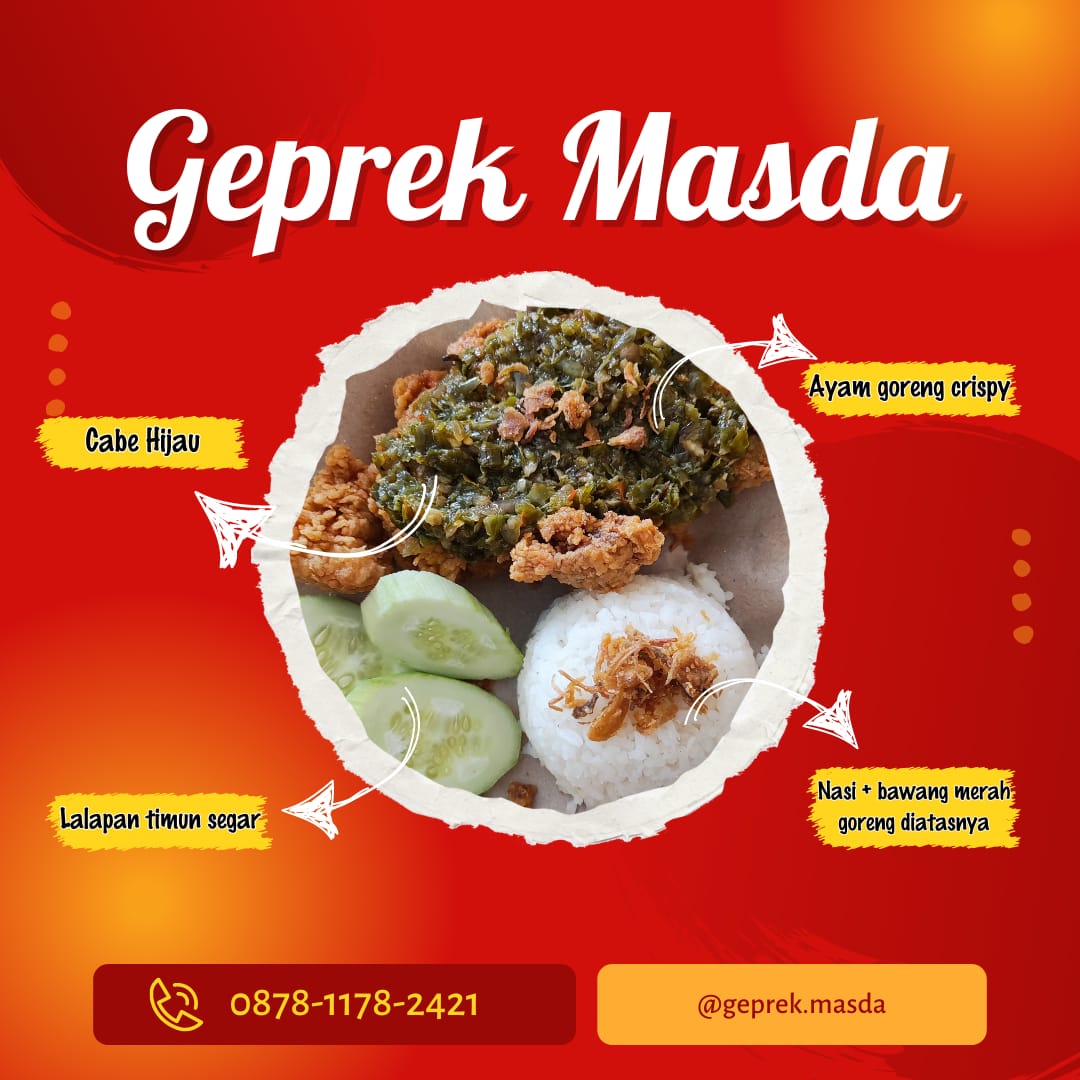 Geprek Masda
Ayam goreng crispy
Cabe Hijau
Nasi + bawang merah
goreng diatasnya
Lalapan timun segar
0878-1178-2421
@geprek.masda